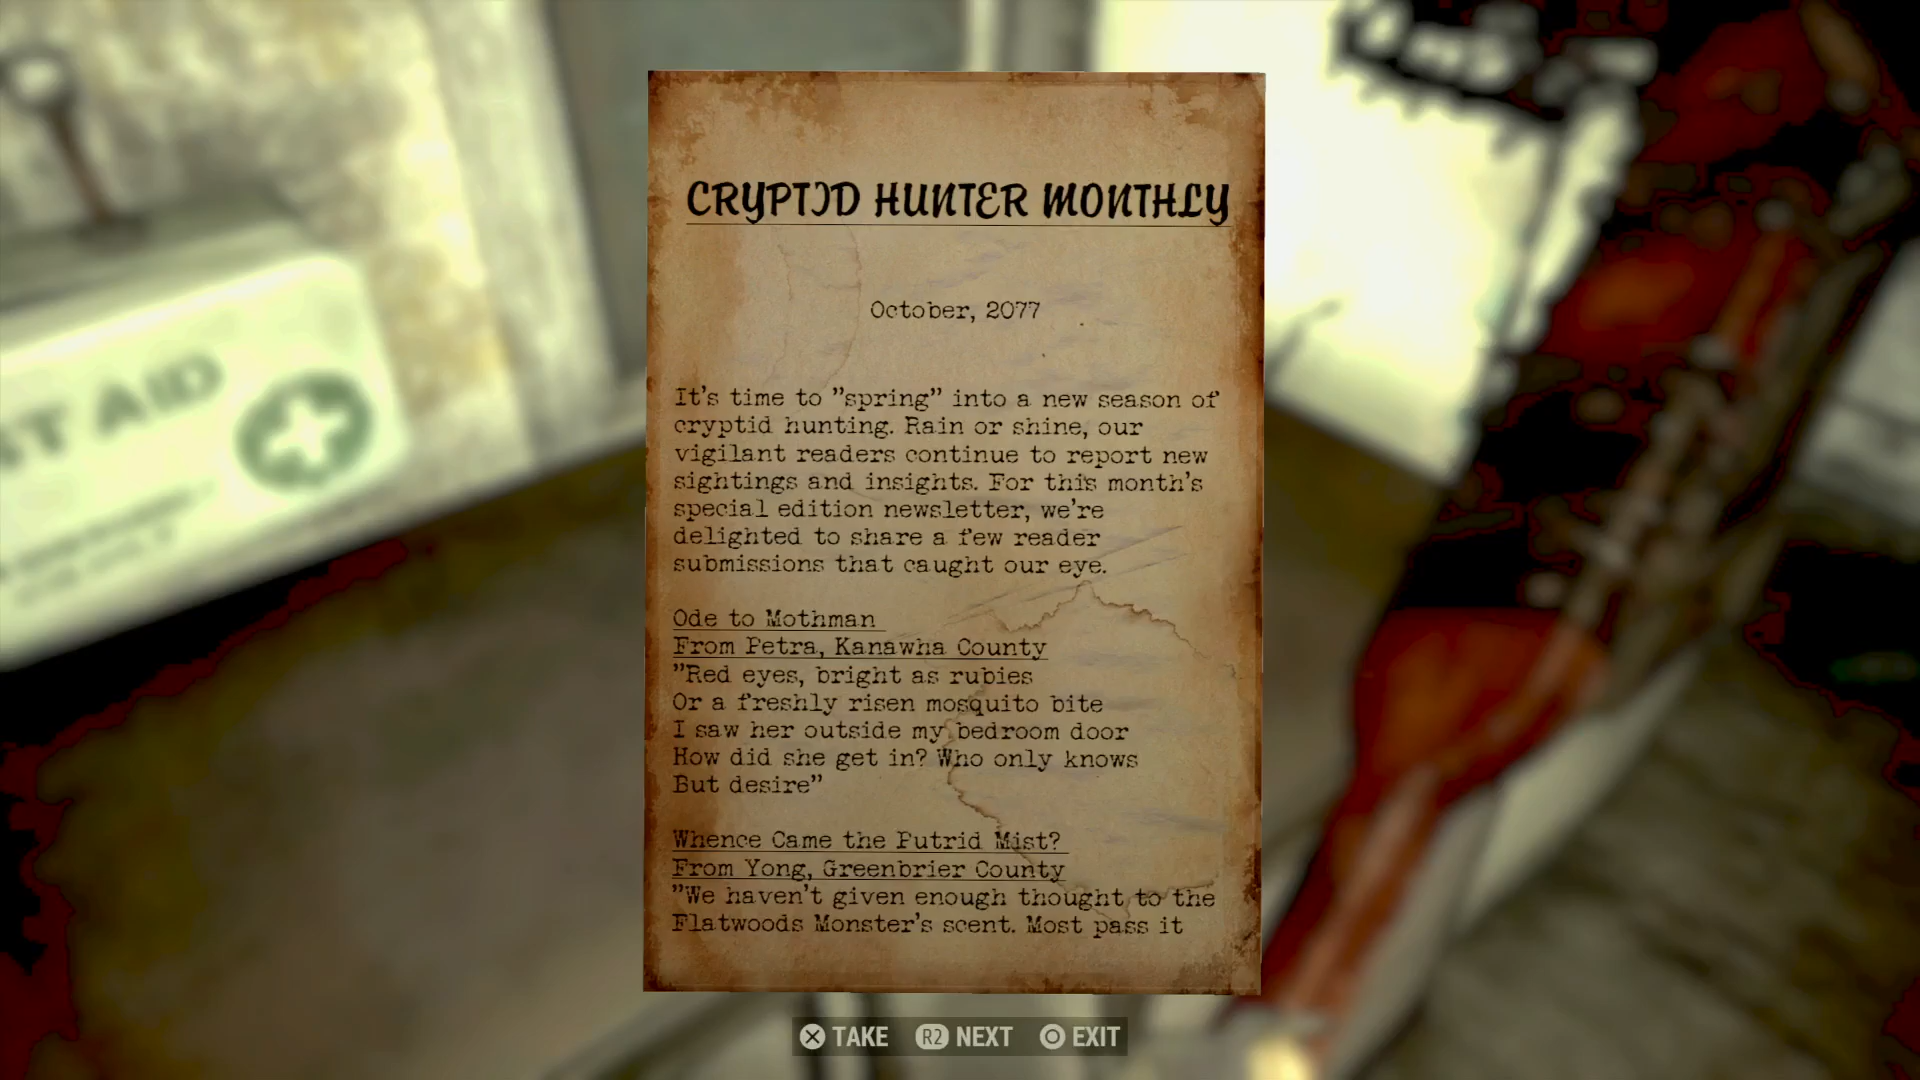 CRYPTID HUNTER MONTHLY
October, 2077
It's time to "spring" into a new season of
cryptid hunting. Rain or shine, our
vigilant readers continue to report new
sightings and insights. For this month's
special edition newsletter, we're
delighted to share a few reader
submissions that caught our eye.
Ode to Mothman
From Petra, Kanawha County
"Red eyes, bright as rubies
Or a freshly risen mosquito bite
I saw her outside my bedroom door
How did she get in? Who only knows
But desire"
Whence Came the Putrid Mist?
From Yong, Greenbrier County
"We haven't given enough thought to the
Flatwoods Monster's scent. Most pass it
ST AID
TAKE R2 NEXT EXIT